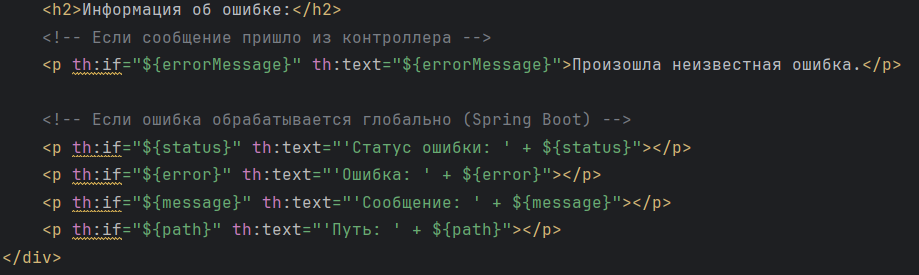 <h2>Информация об ошибке:</h2>
<!-- Если сообщение пришло из контроллера -->
<p th:if="${errorMessage}" th:text="${errorMessage}">Произошла неизвестная ошибка.</p>
<!-- Если ошибка обрабатывается глобально (Spring Boot) -->
<p th:if="${status}" th:text="'Статус ошибки: ' + ${status}"></p>
<p th:if="${error}" th:text="'Ошибка: ' + ${error}"></p>
<p th:if="${message}" th:text="'Сообщение: ' + ${message}"></p>
<p th:if="${path}" th:text="'Путь: ' + ${path}"></p>
</div>